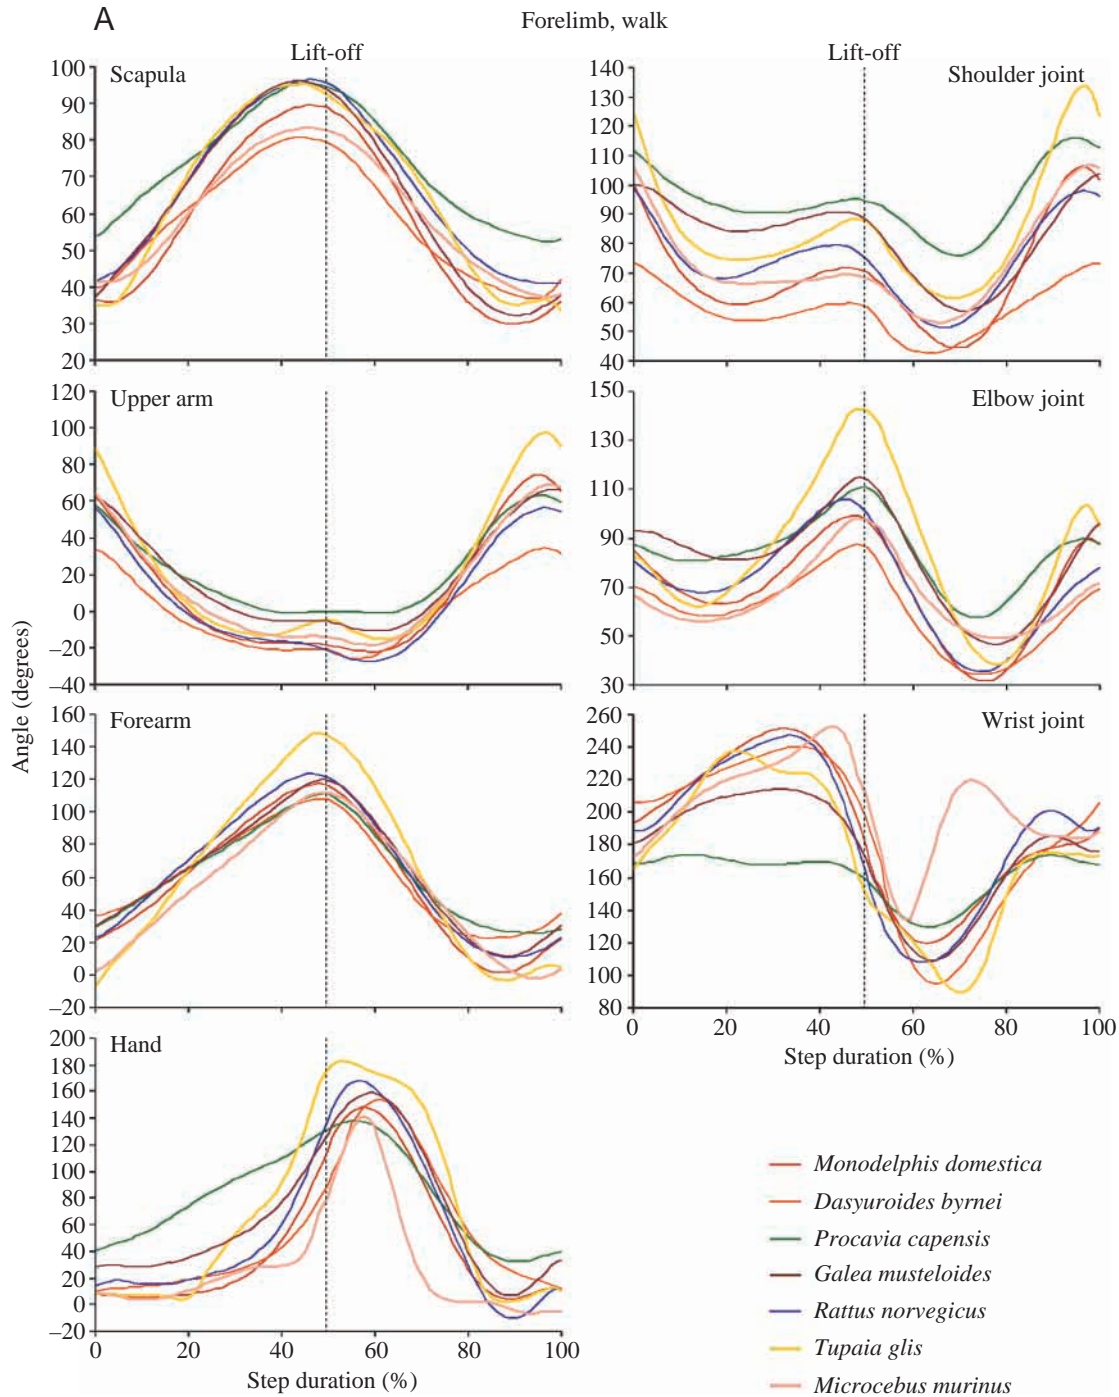 A
Forelimb, walk
Lift-off
Lift-off
Scapula
100
90
80
70
60
50
40
30
20
Shoulder joint
140
130
120
110
100
90
80
70
60
50
40
Upper arm
120
100
80
60
40
20
0
–20
–40
Elbow joint
150
130
110
90
70
50
30
Angle (degrees)
Forearm
160
140
120
100
80
60
40
20
0
–20
Wrist joint
260
240
220
200
180
160
140
120
100
80
0 20 40 60 80 100
Step duration (%)
Hand
200
180
160
140
120
100
80
60
40
20
0
–20
0 20 40 60 80 100
Step duration (%)
Monodelphis domestica
Dasyuroides byrnei
Procavia capensis
Galea musteloides
Rattus norvegicus
Tupaia glis
Microcebus murinus